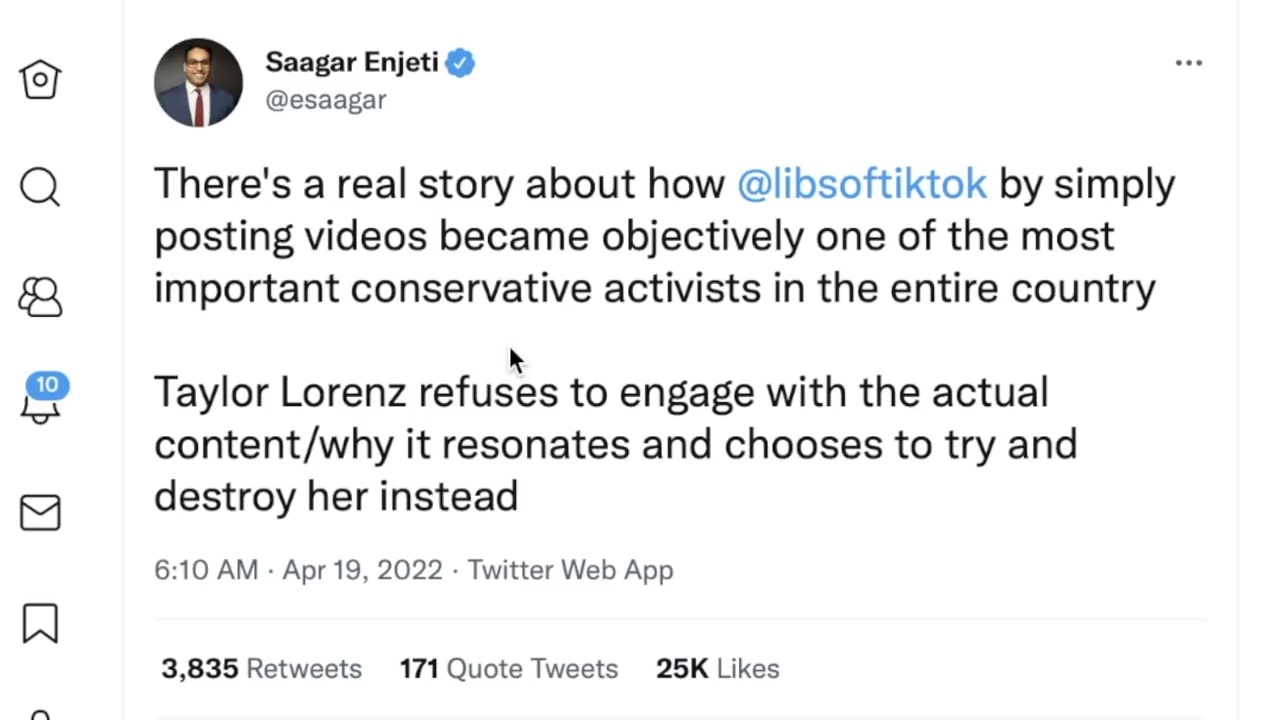 Saagar Enjeti
@esaagar
There's a real story about how @libsoftiktok by simply
posting videos became objectively one of the most
important conservative activists in the entire country
Taylor Lorenz refuses to engage with the actual
content/why it resonates and chooses to try and
destroy her instead
6:10 AM · Apr 19, 2022 · Twitter Web App
3,835 Retweets 171 Quote Tweets 25K Likes
10